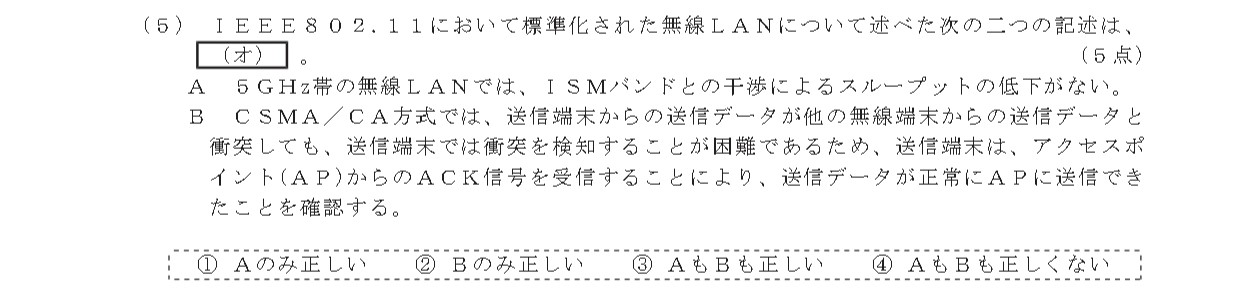 (５) ＩＥＥＥ８０２.１１において標準化された無線ＬＡＮについて述べた次の二つの記述は、
(オ) 。 (５点)
Ａ ５ＧＨz帯の無線ＬＡＮでは、ＩＳＭバンドとの干渉によるスループットの低下がない。
Ｂ ＣＳＭＡ／ＣＡ方式では、送信端末からの送信データが他の無線端末からの送信データと
衝突しても、送信端末では衝突を検知することが困難であるため、送信端末は、アクセスポ
イント(ＡＰ)からのＡＣＫ信号を受信することにより、送信データが正常にＡＰに送信でき
たことを確認する。
① Ａのみ正しい ② Ｂのみ正しい ③ ＡもＢも正しい ④ ＡもＢも正しくない